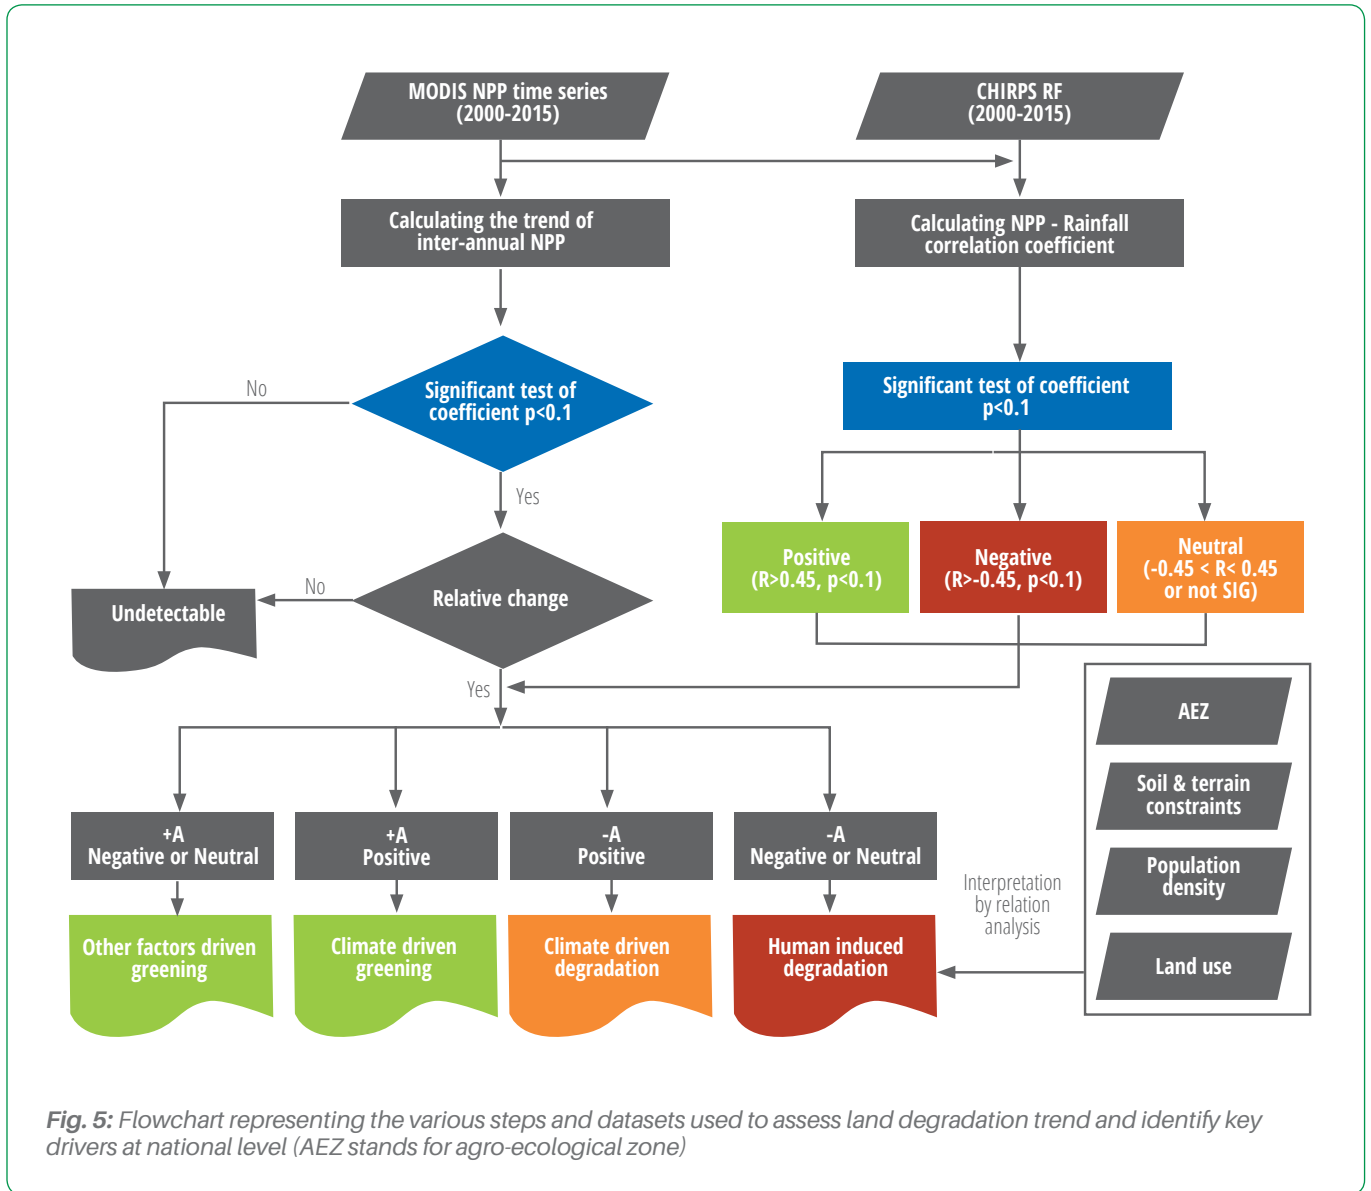 MODIS NPP time series
(2000-2015)
CHIRPS RF
(2000-2015)
Calculating the trend of
inter-annual NPP
Calculating NPP - Rainfall
correlation coefficient
Significant test of
coefficient p<0.1
No
Yes
Significant test of coefficient
p<0.1
Positive
(R>0.45, p<0.1)
Negative
(R>-0.45, p<0.1)
Neutral
(-0.45 < R< 0.45
or not SIG)
Relative change
No
Undetectable
Yes
AEZ
Soil & terrain
constraints
Population
density
Land use
Interpretation
by relation
analysis
+A
Negative or Neutral
+A
Positive
-A
Positive
-A
Negative or Neutral
Other factors driven
greening
Climate driven
greening
Climate driven
degradation
Human induced
degradation
Fig. 5: Flowchart representing the various steps and datasets used to assess land degradation trend and identify key
drivers at national level (AEZ stands for agro-ecological zone)